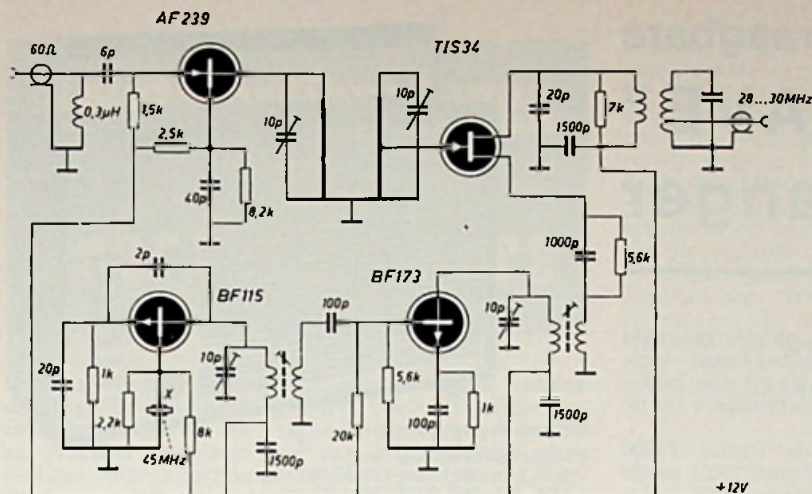 AF239
TIS34
60Ω
6p
0,3µH
1,5k
2,5k
40p
8,2k
10p
10p
20p
1500p
7k
28...30MHz
1000p
5,6k
2p
BF115
BF173
20p
1k
2,2k
X
45MHz
8k
10p
1500p
100p
20k
5,6k
100p
1k
10p
1500p
+12V